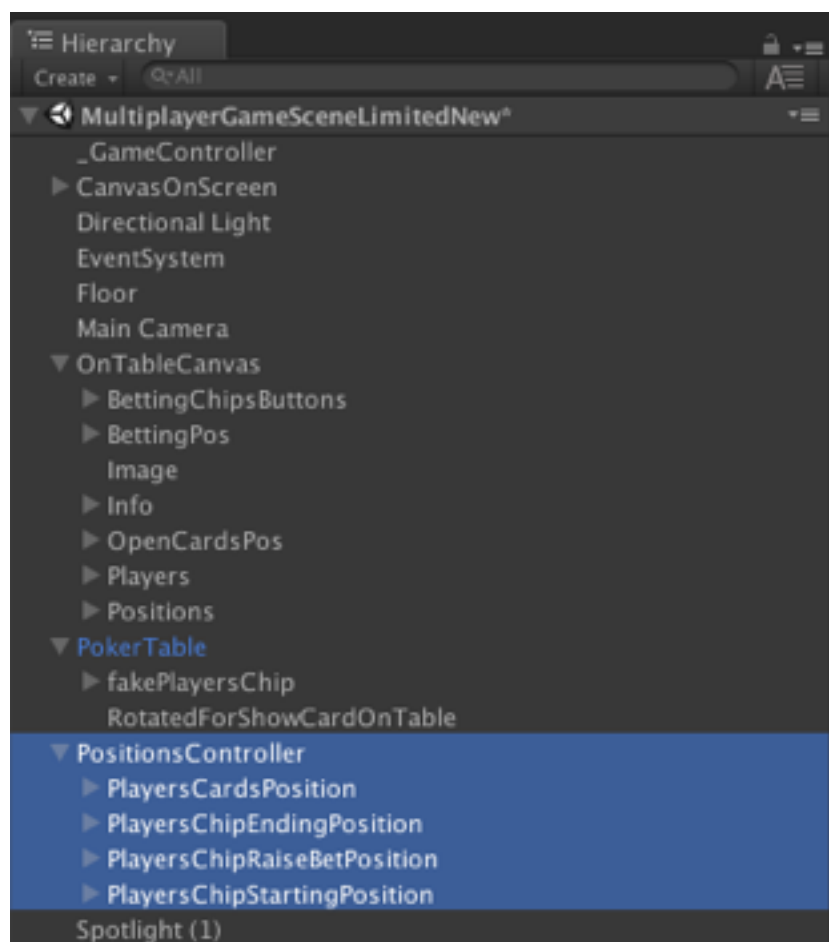 Hierarchy
Create All
MultiplayerGameSceneLimitedNew*
_GameController
CanvasOnScreen
Directional Light
EventSystem
Floor
Main Camera
OnTableCanvas
BettingChipsButtons
BettingPos
Image
Info
OpenCardsPos
Players
Positions
PokerTable
fakePlayersChip
RotatedForShowCardOnTable
PositionsController
PlayersCardsPosition
PlayersChipEndingPosition
PlayersChipRaiseBetPosition
PlayersChipStartingPosition
Spotlight (1)